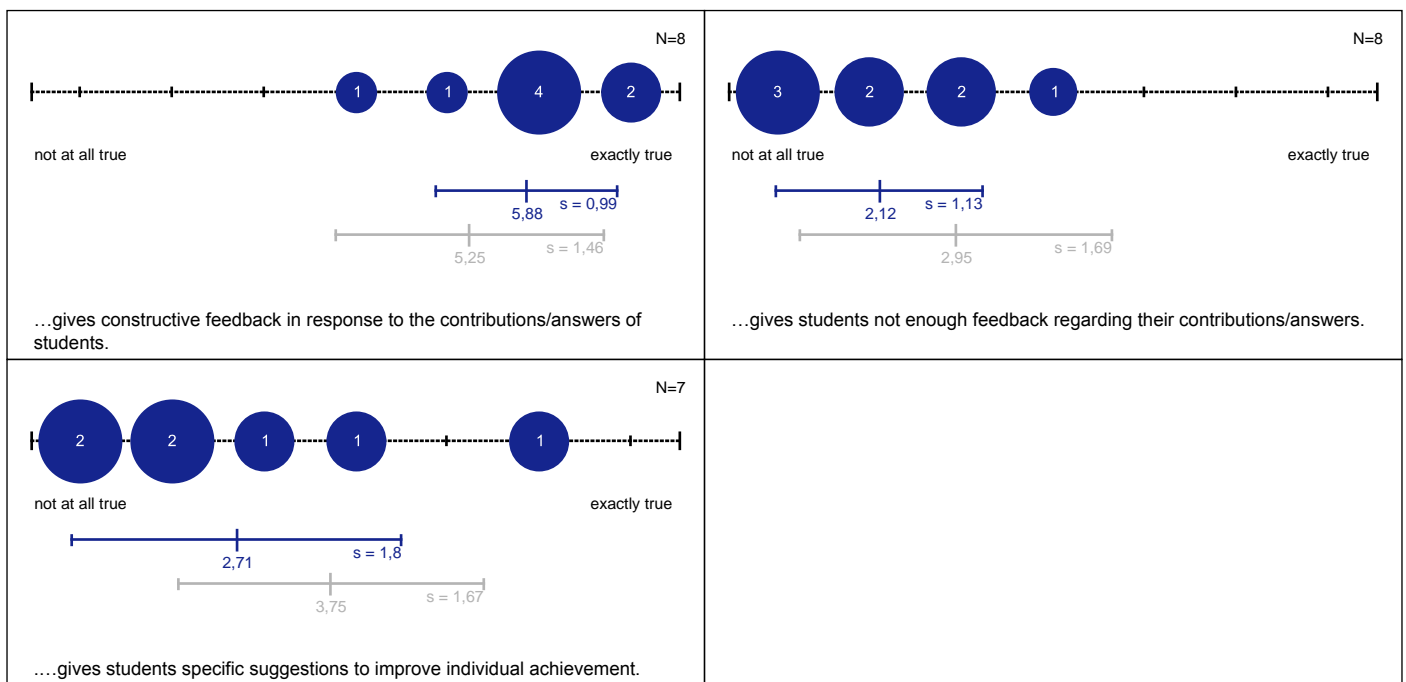 N=8
1
1
4
2
not at all true
exactly true
s = 0,99
5,88
s = 1,46
5,25
…gives constructive feedback in response to the contributions/answers of
students.
N=8
3
2
2
1
not at all true
exactly true
s = 1,13
2,12
s = 1,69
2,95
…gives students not enough feedback regarding their contributions/answers.
N=7
2
2
1
1
1
not at all true
exactly true
s = 1,8
2,71
s = 1,67
3,75
….gives students specific suggestions to improve individual achievement.